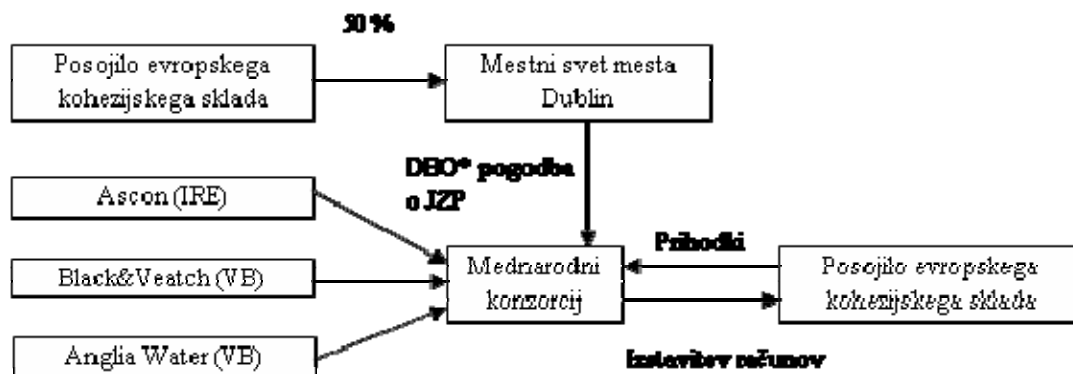 50 %
Posojilo evropskega
kohezijskega sklada
Mestni svet mesta
Dublin
DBO* pogodba
o JZP
Ascon (IRE)
Black&Veatch (VB)
Anglia Water (VB)
Mednarodni
konzorcij
Prihodki
Posojilo evropskega
kohezijskega sklada
Izstavitev računov